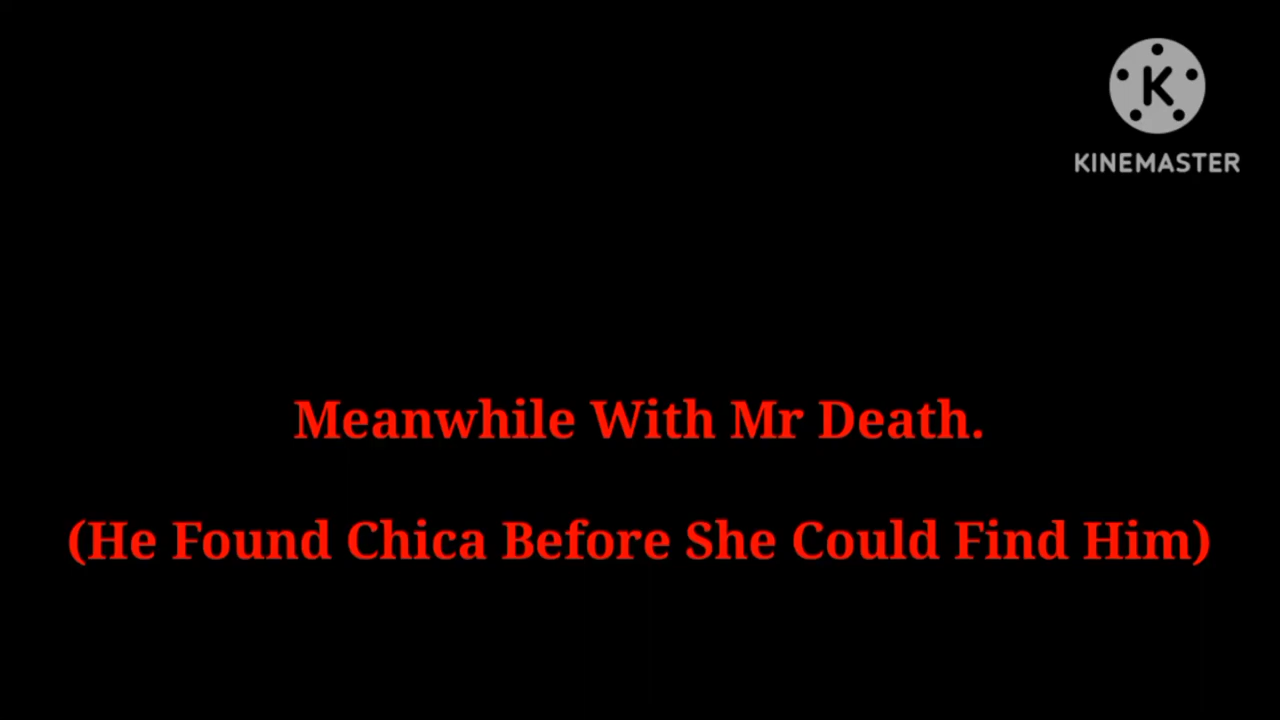 K
KINEMASTER
Meanwhile With Mr Death.
(He Found Chica Before She Could Find Him)